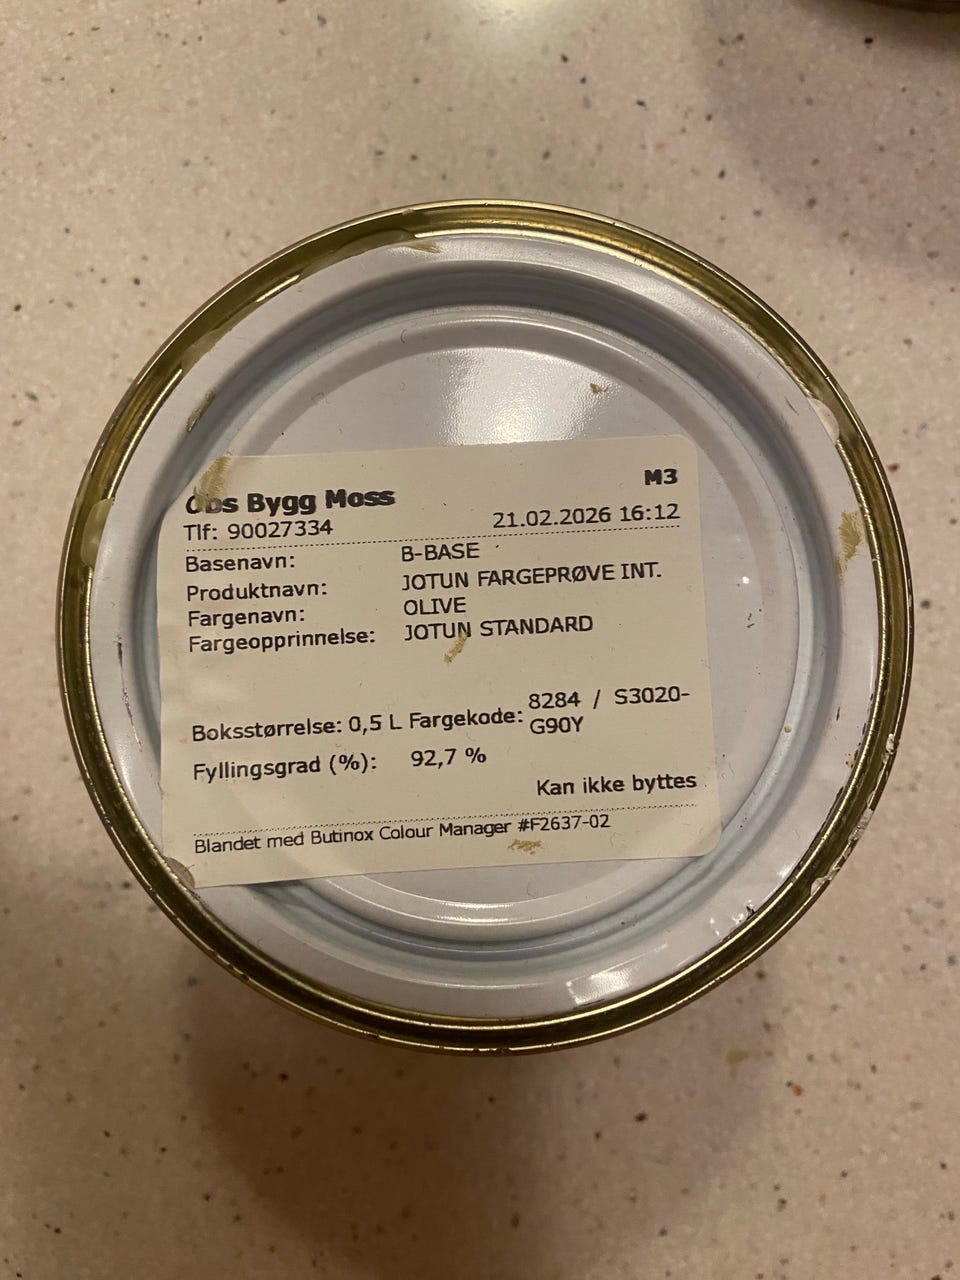 Obs Bygg Moss
M3
Tlf: 90027334
21.02.2026 16:12
Basenavn: B-BASE
Produktnavn: JOTUN FARGEPRØVE INT.
Fargenavn: OLIVE
Fargeopprinnelse: JOTUN STANDARD
Boksstørrelse: 0,5 L Fargekode: 8284 / S3020-
G90Y
Fyllingsgrad (%): 92,7 %
Kan ikke byttes
Blandet med Butinox Colour Manager #F2637-02